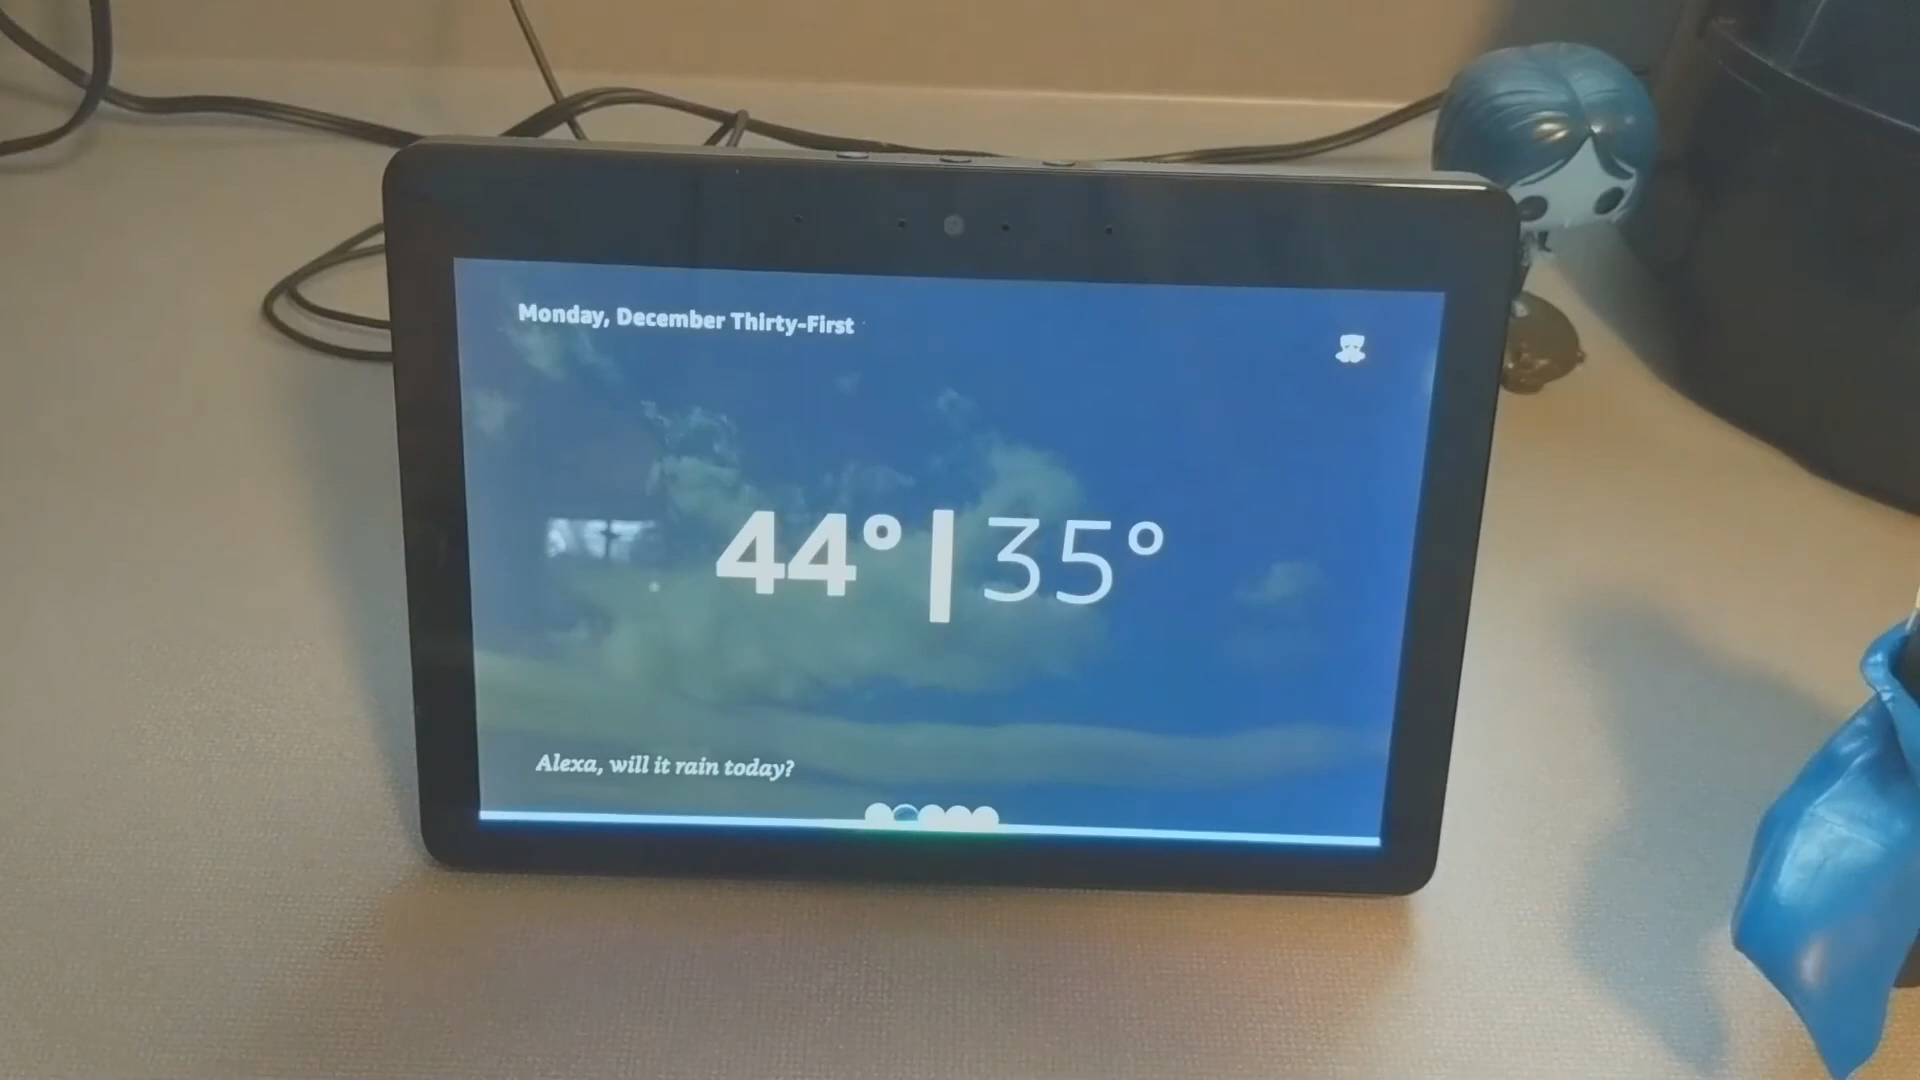 Monday, December Thirty-First
44° | 35°
Alexa, will it rain today?